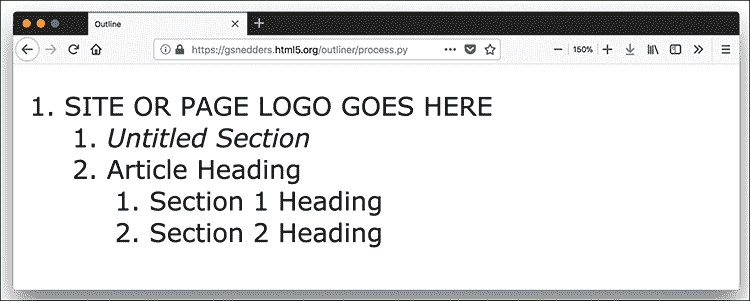 Outline
https://gsnedders.html5.org/outliner/process.py
150%
1. SITE OR PAGE LOGO GOES HERE
1. Untitled Section
2. Article Heading
1. Section 1 Heading
2. Section 2 Heading